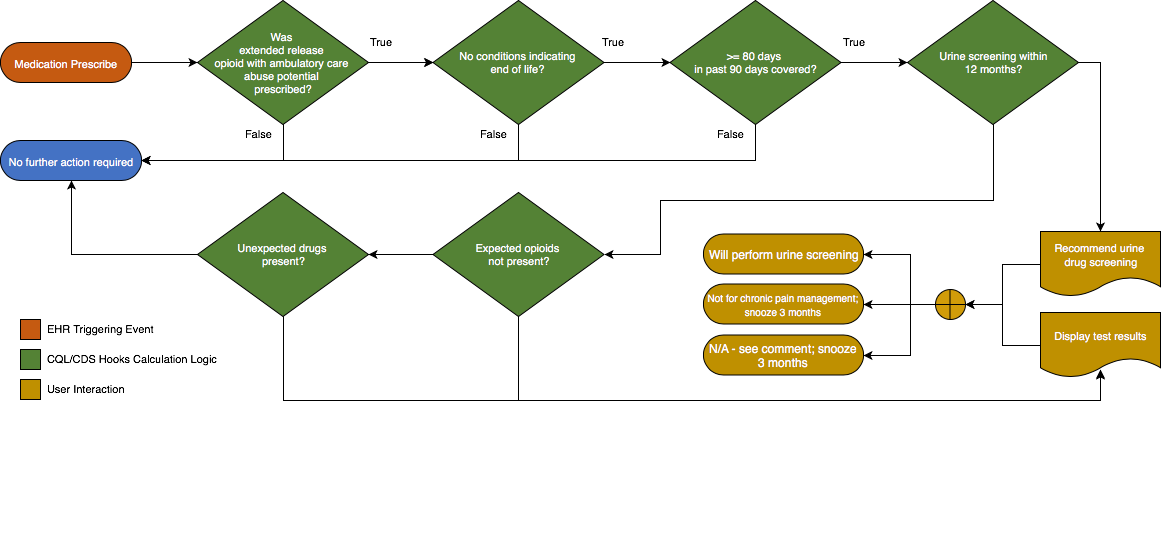 Medication Prescribe
Was
extended release
opioid with ambulatory care
abuse potential
prescribed?
True
No conditions indicating
end of life?
True
>= 80 days
in past 90 days covered?
True
Urine screening within
12 months?
False
False
False
No further action required
Unexpected drugs
present?
Expected opioids
not present?
Will perform urine screening
Not for chronic pain management;
snooze 3 months
N/A - see comment; snooze
3 months
Recommend urine
drug screening
Display test results
EHR Triggering Event
CQL/CDS Hooks Calculation Logic
User Interaction